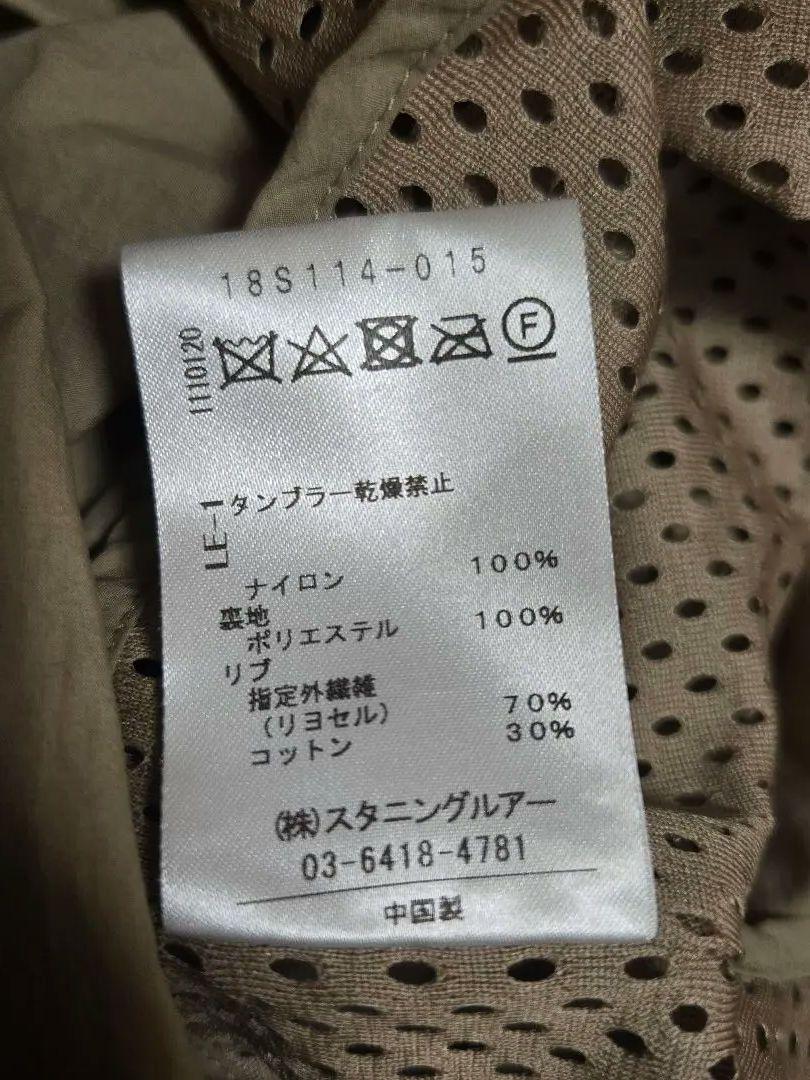 18S114-015
1110120
F
LE-1
タンブラー乾燥禁止
ナイロン 100%
裏地
ポリエステル 100%
リブ
指定外繊維
(リヨセル) 70%
コットン 30%
(株)スタニングルアー
03-6418-4781
中国製